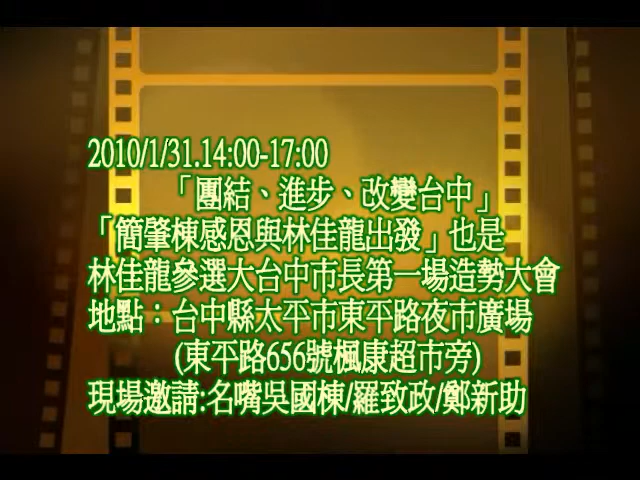 2010/1/31.14:00-17:00
「團結、進步、改變台中」
「簡肇棟感恩與林佳龍出發」也是
林佳龍參選大台中市長第一場造勢大會
地點：台中縣太平市東平路夜市廣場
(東平路656號楓康超市旁)
現場邀請:名嘴吳國棟/羅致政/鄭新助